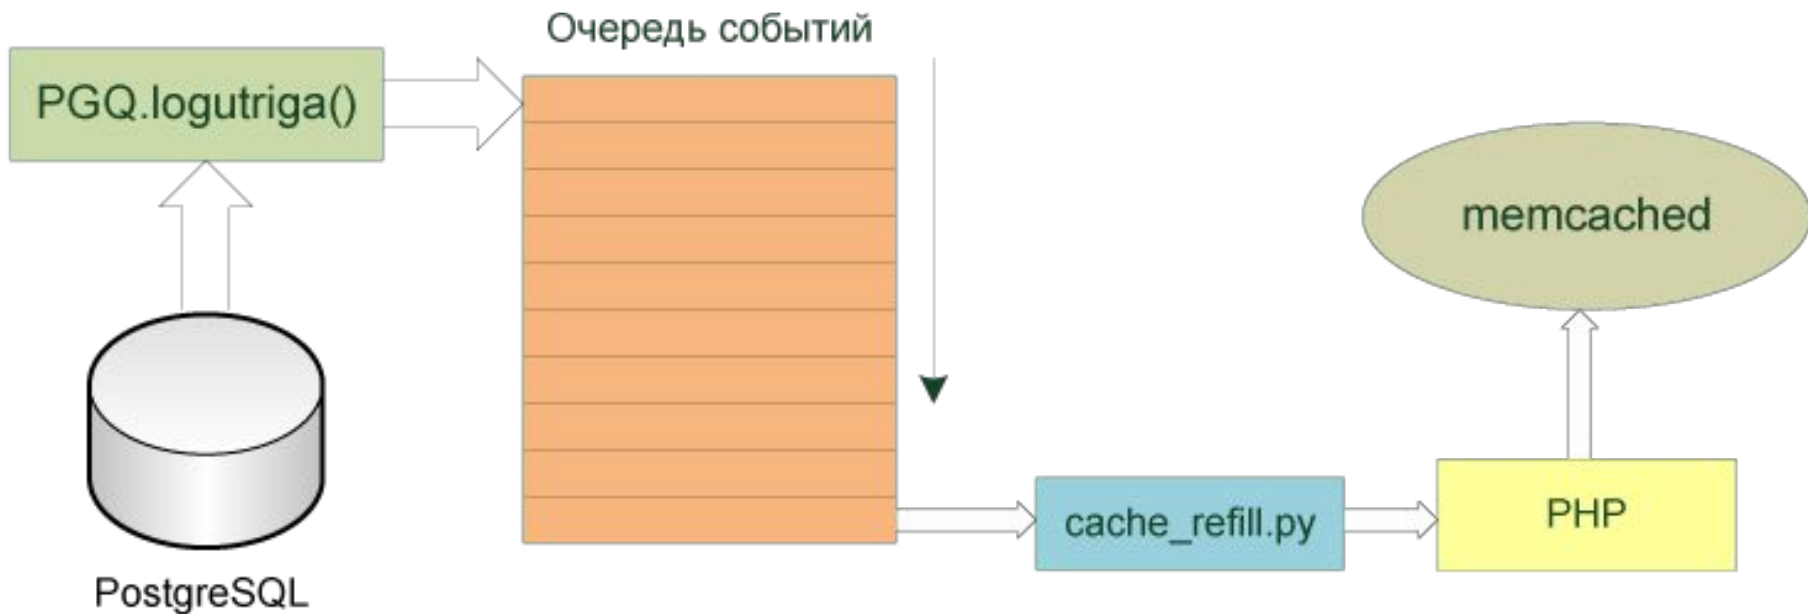 Очередь событий
PGQ.logutriga()
memcached
cache_refill.py
PHP
PostgreSQL